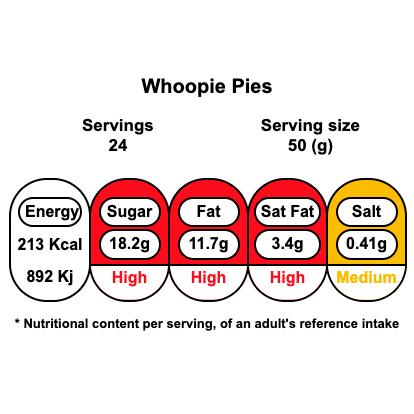 Whoopie Pies
Servings Serving size
24 50 (g)
Energy Sugar Fat Sat Fat Salt
213 Kcal 18.2g 11.7g 3.4g 0.41g
892 Kj High High High Medium
* Nutritional content per serving, of an adult's reference intake